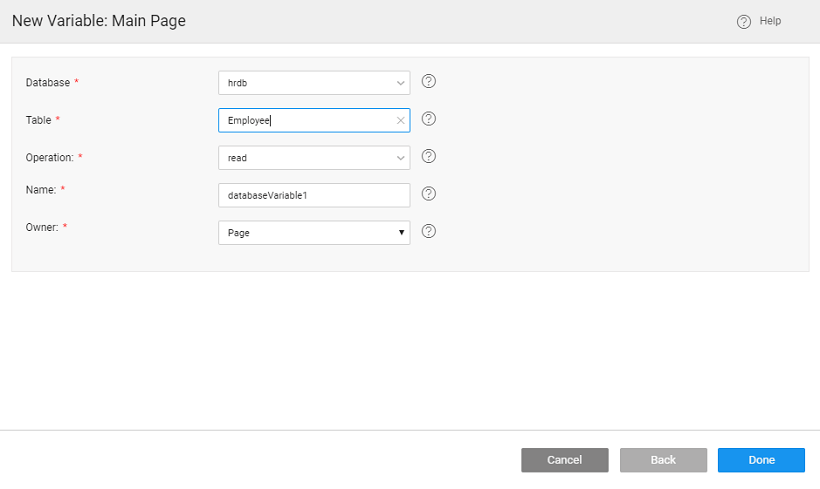 New Variable: Main Page
Help
Database *
hrdb
Table *
Employee
Operation: *
read
Name: *
databaseVariable1
Owner: *
Page
Cancel
Back
Done